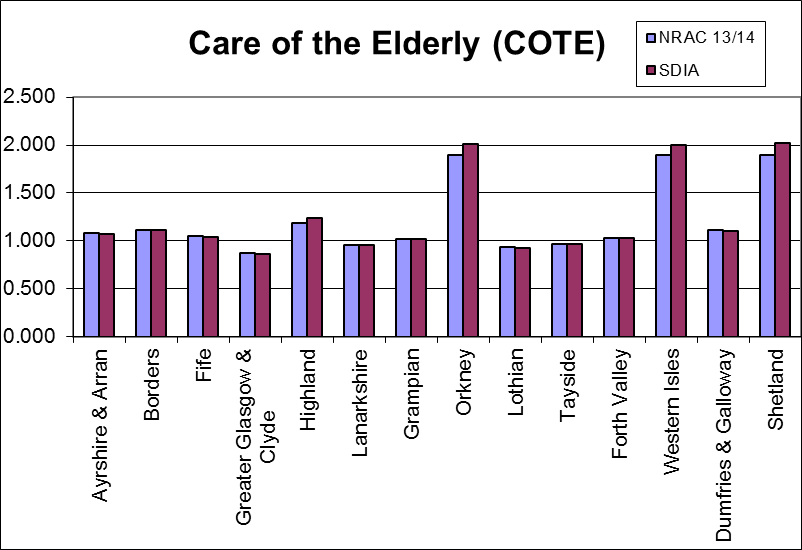 Care of the Elderly (COTE)
NRAC 13/14
SDIA
2.500
2.000
1.500
1.000
0.500
0.000
Ayrshire & Arran
Borders
Fife
Greater Glasgow &
Clyde
Highland
Lanarkshire
Grampian
Orkney
Lothian
Tayside
Forth Valley
Western Isles
Dumfries & Galloway
Shetland